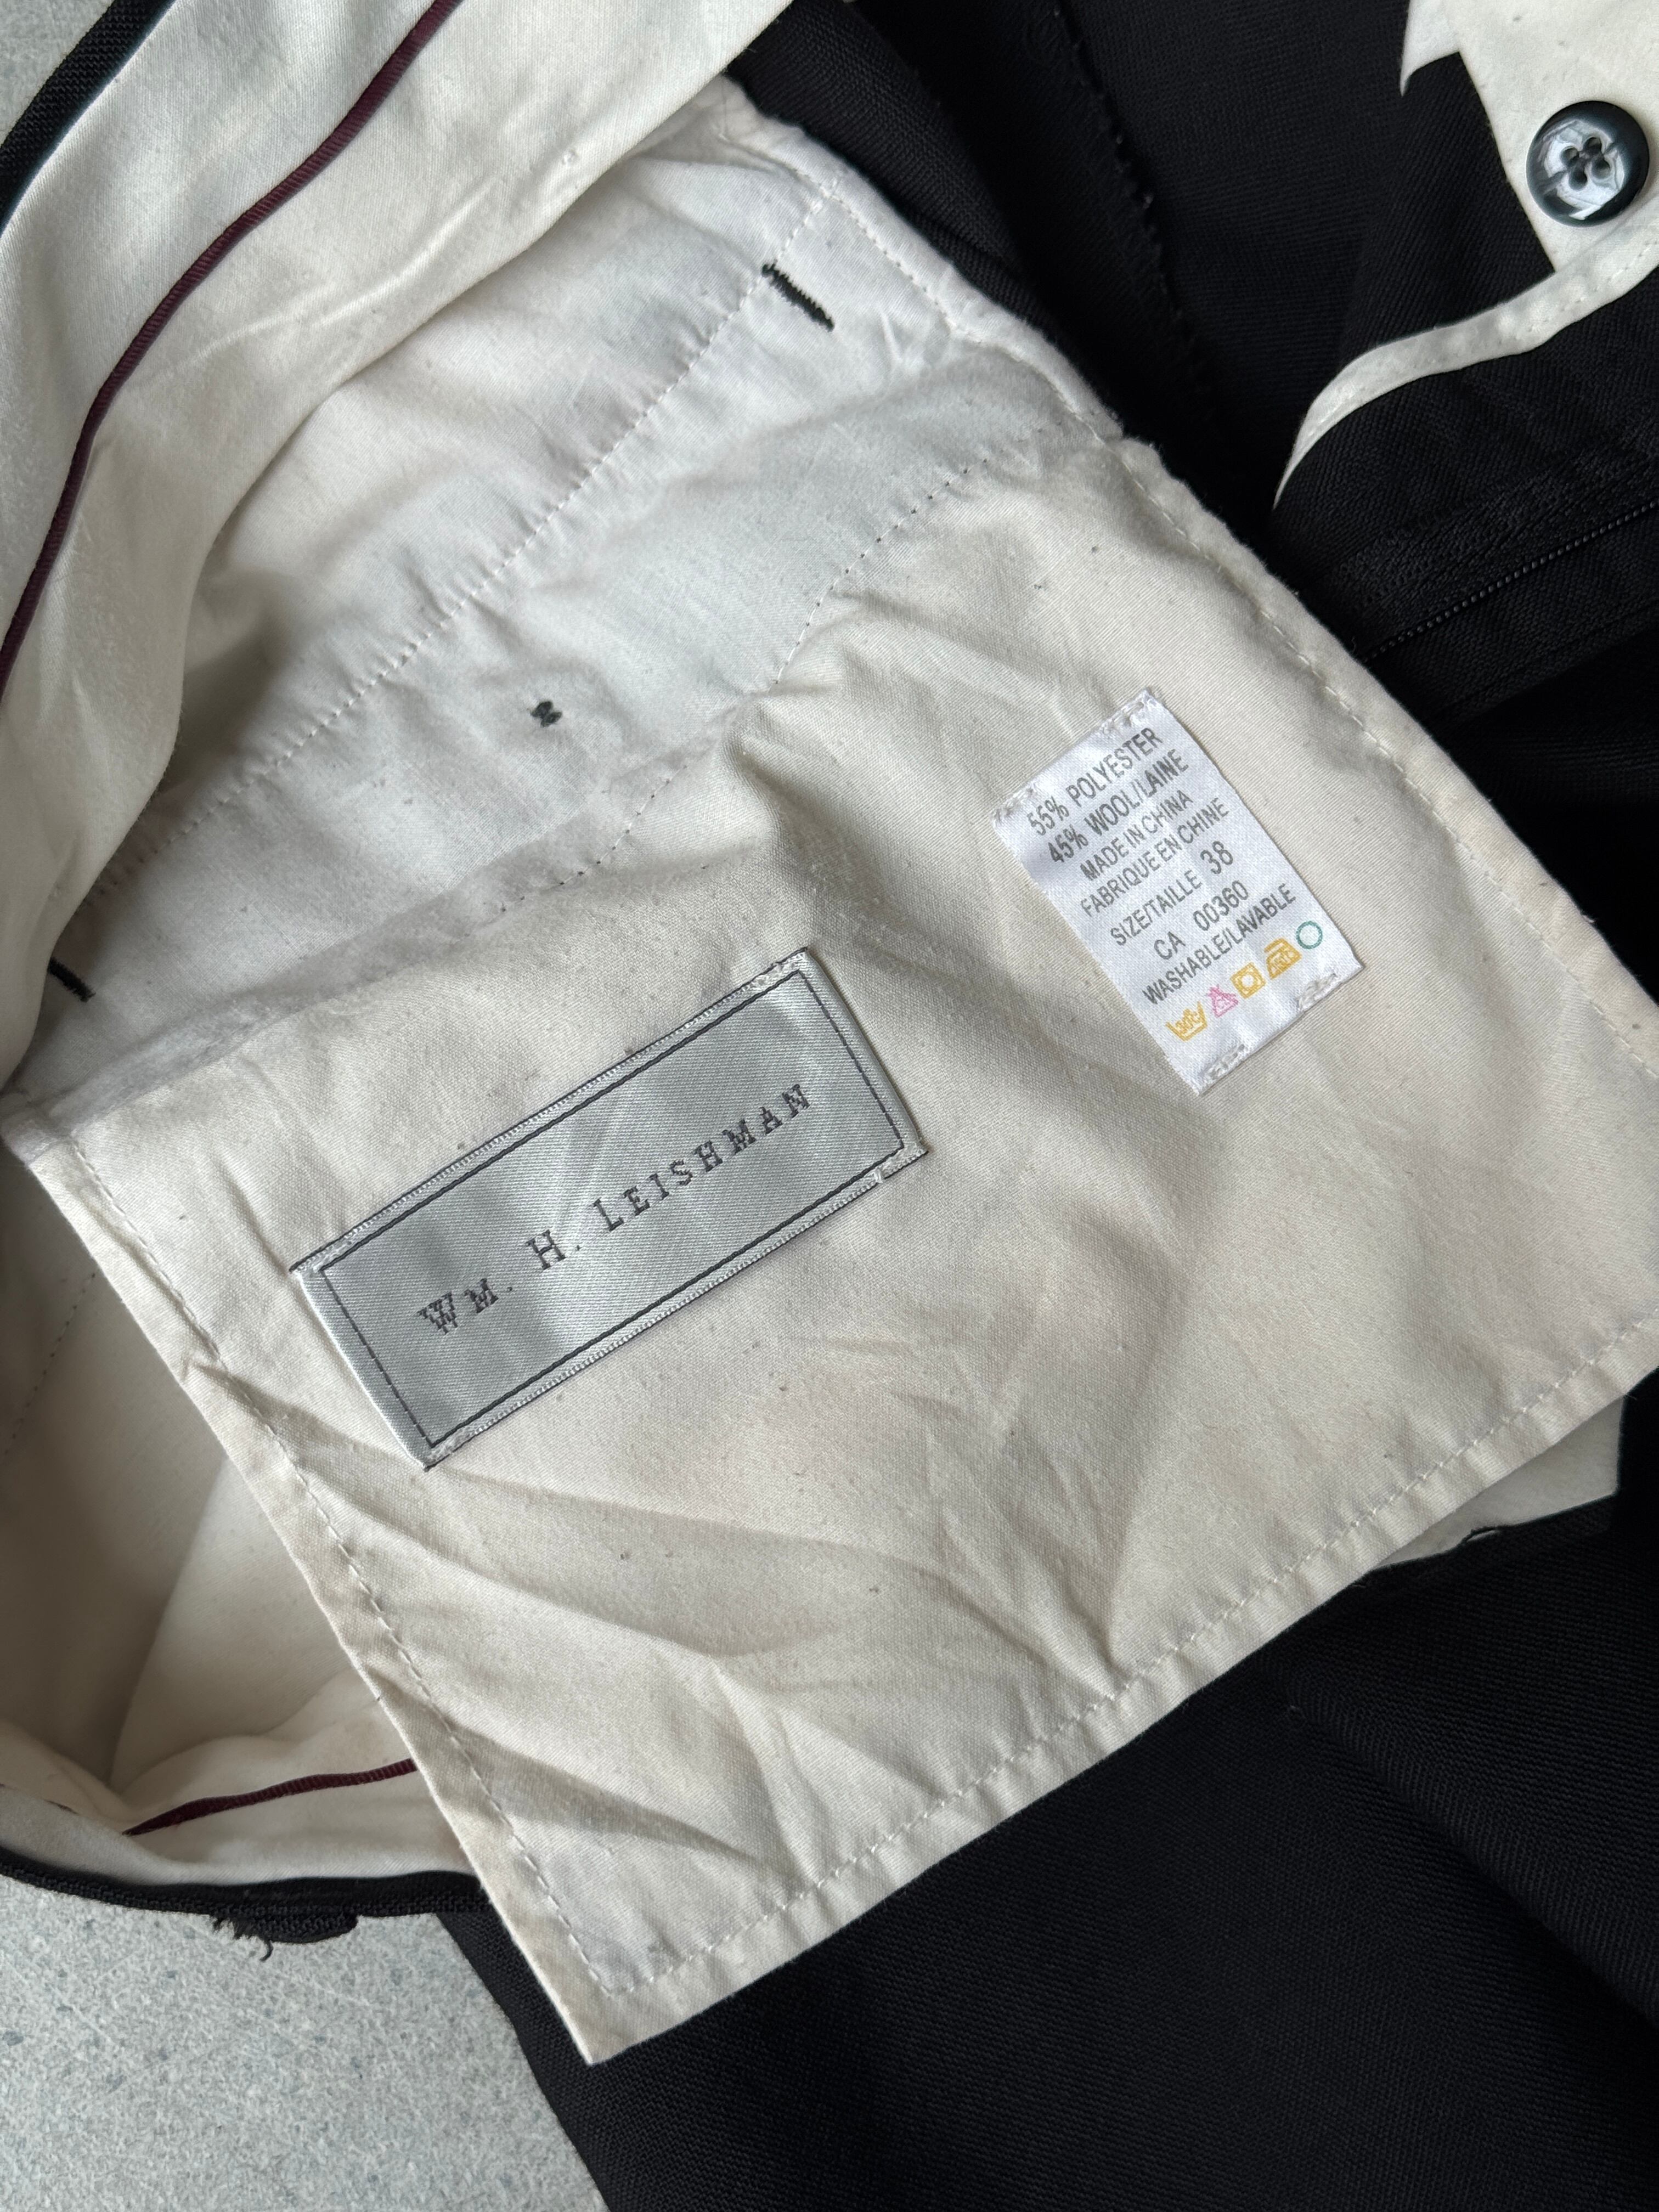 55% POLYESTER
45% WOOL/LAINE
MADE IN CHINA
FABRIQUE EN CHINE
SIZE/TAILLE 38
CA 00360
WASHABLE/LAVABLE
30℃
WM. H. LEISHMAN